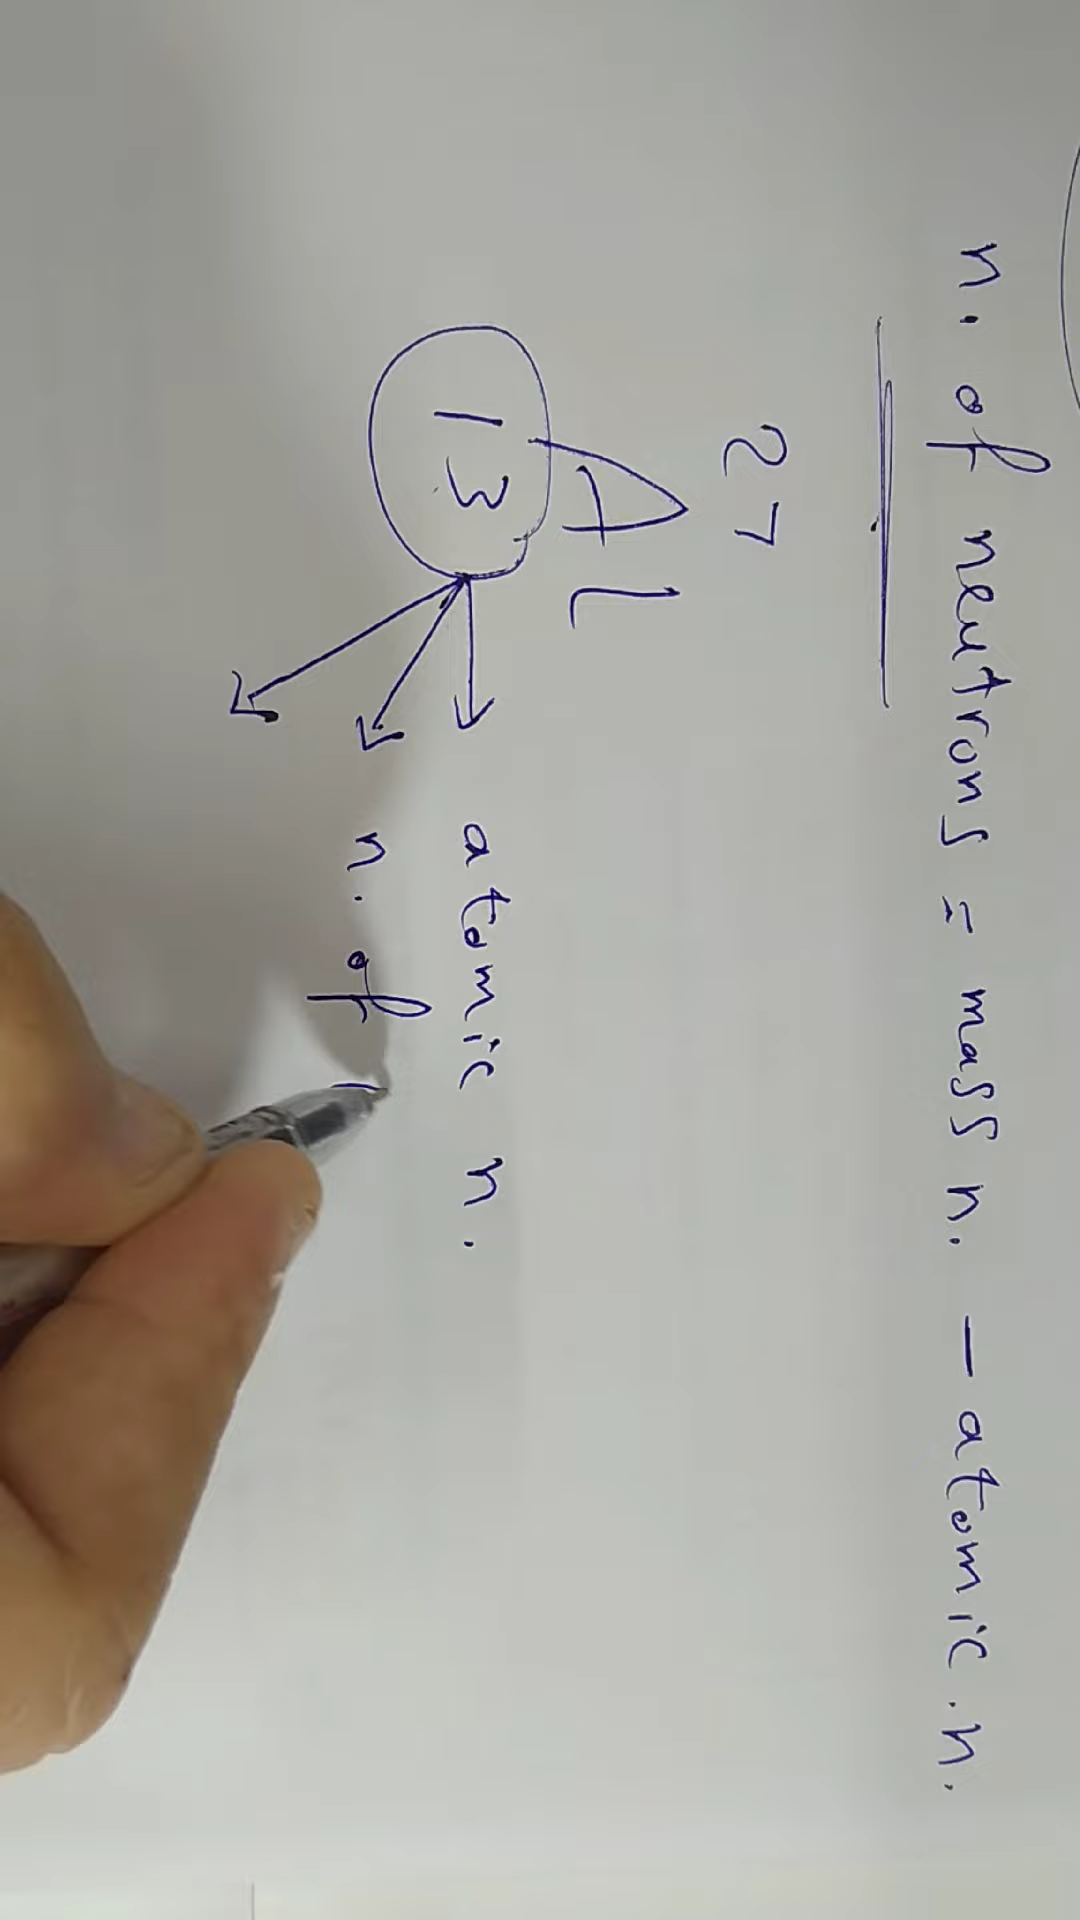 n. of neutrons = mass n. — atomic. n.
27
Al
13
atomic n.
n. of